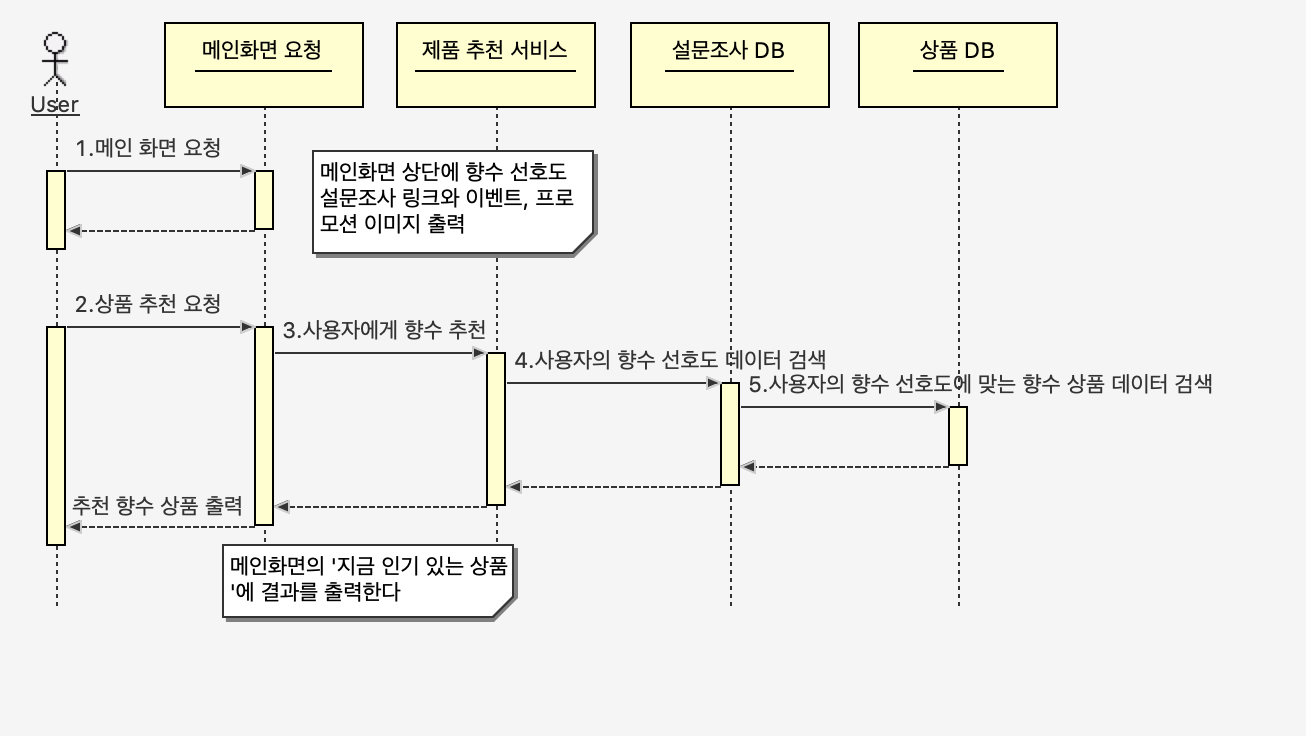 User
메인화면 요청
제품 추천 서비스
설문조사 DB
상품 DB
1.메인 화면 요청
메인화면 상단에 향수 선호도
설문조사 링크와 이벤트, 프로
모션 이미지 출력
2.상품 추천 요청
3.사용자에게 향수 추천
4.사용자의 향수 선호도 데이터 검색
5.사용자의 향수 선호도에 맞는 향수 상품 데이터 검색
추천 향수 상품 출력
메인화면의 '지금 인기 있는 상품
'에 결과를 출력한다